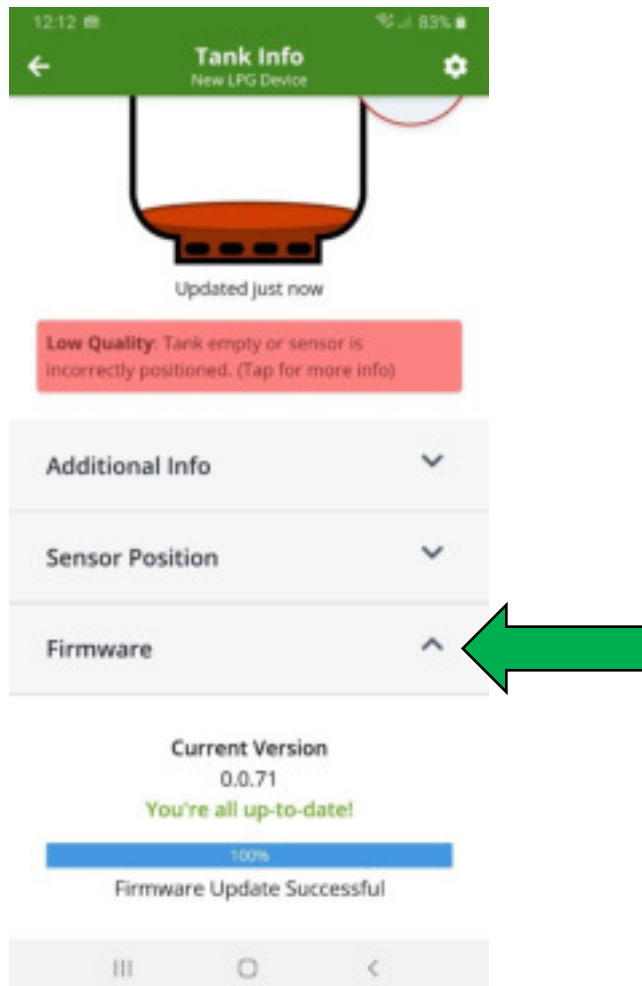 12:12 83%
Tank Info
New LPG Device
Updated just now
Low Quality: Tank empty or sensor is
incorrectly positioned. (Tap for more info)
Additional Info
Sensor Position
Firmware
Current Version
0.0.71
You're all up-to-date!
100%
Firmware Update Successful